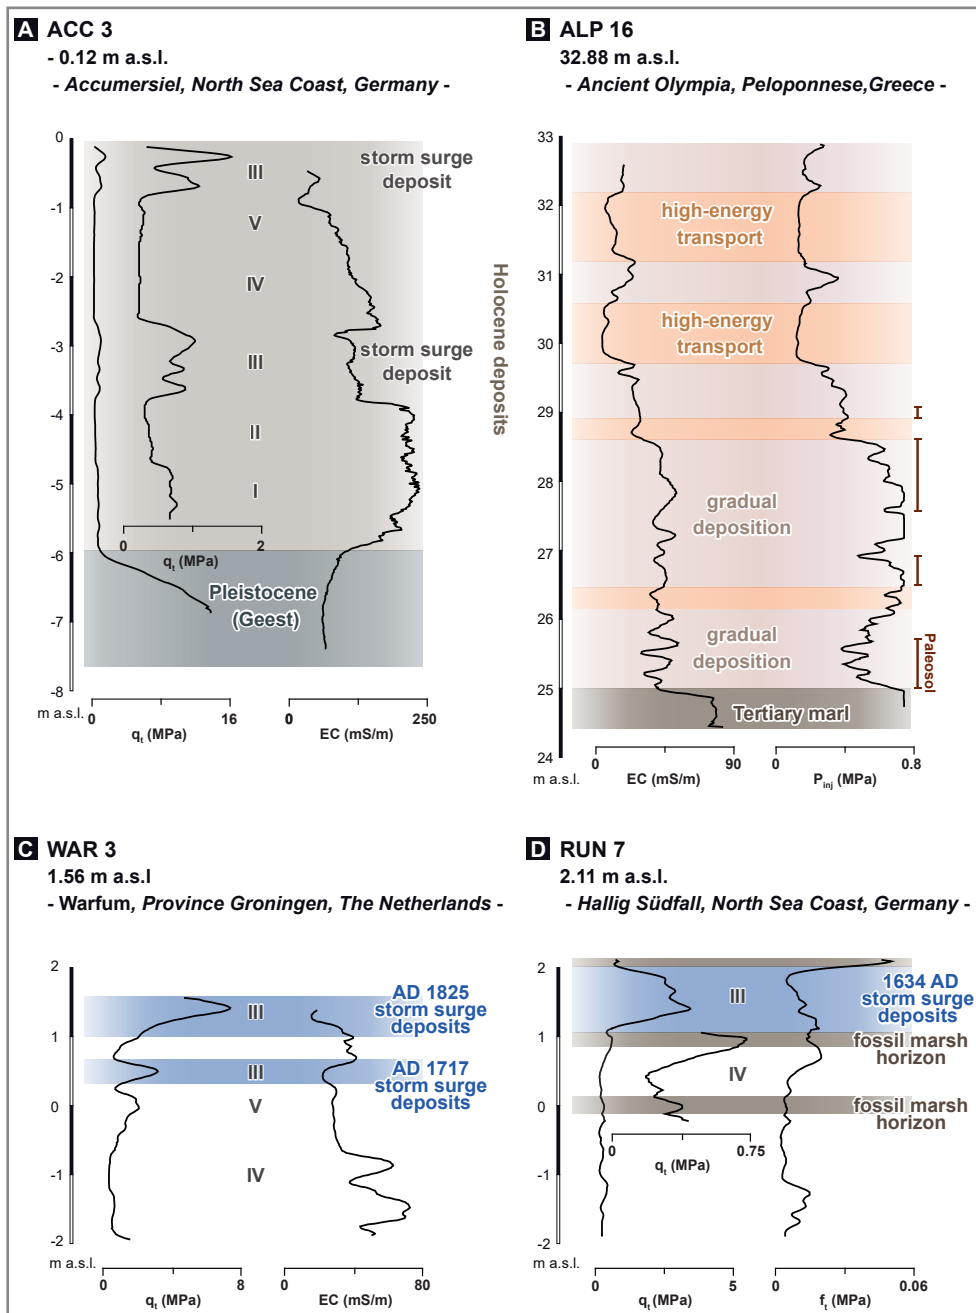 A ACC 3
- 0.12 m a.s.l.
- Accumersiel, North Sea Coast, Germany -
0
-1
-2
-3
-4
-5
-6
-7
-8
m a.s.l.
storm surge
deposit
III
V
IV
storm surge
deposit
III
II
I
0
2
qt (MPa)
Pleistocene
(Geest)
0
16
qt (MPa)
0
250
EC (mS/m)
Holocene deposits
B ALP 16
32.88 m a.s.l.
- Ancient Olympia, Peloponnese,Greece -
33
32
31
30
29
28
27
26
25
24
m a.s.l.
high-energy
transport
high-energy
transport
gradual
deposition
gradual
deposition
Tertiary marl
Paleosol
0
90
EC (mS/m)
0
0.8
Pinj (MPa)
C WAR 3
1.56 m a.s.l
- Warfum, Province Groningen, The Netherlands -
2
1
0
-1
-2
m a.s.l.
III
AD 1825
storm surge
deposits
III
AD 1717
storm surge
deposits
V
IV
0
8
qt (MPa)
0
80
EC (mS/m)
D RUN 7
2.11 m a.s.l.
- Hallig Südfall, North Sea Coast, Germany -
2
1
0
-1
-2
m a.s.l.
III
1634 AD
storm surge
deposits
fossil marsh
horizon
IV
fossil marsh
horizon
0
0.75
qt (MPa)
0
5
qt (MPa)
0
0.06
ft (MPa)